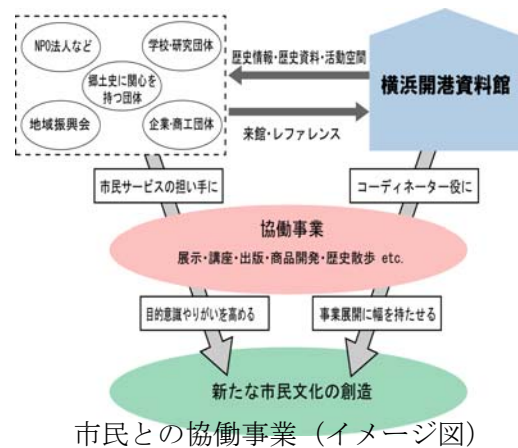 NPO法人など
学校・研究団体
郷土史に関心を
持つ団体
地域振興会
企業・商工団体
歴史情報・歴史資料・活動空間
来館・レファレンス
横浜開港資料館
市民サービスの担い手に
コーディネーター役に
協働事業
展示・講座・出版・商品開発・歴史散歩 etc.
目的意識やりがいを高める
事業展開に幅を持たせる
新たな市民文化の創造
市民との協働事業（イメージ図）